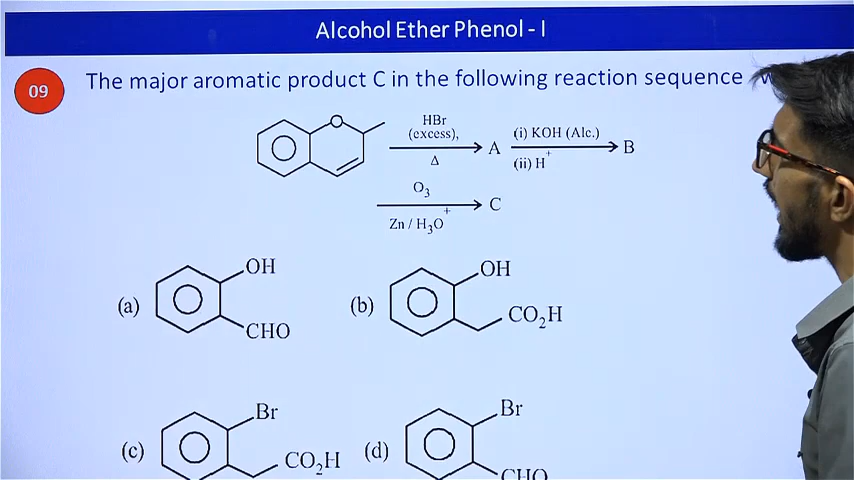 Alcohol Ether Phenol - I
09 The major aromatic product C in the following reaction sequence
O
HBr
(excess),
Δ
A
(i) KOH (Alc.)
(ii) H+
B
O3
Zn / H3O+
C
(a) OH
CHO
(b) OH
CO2H
(c) Br
CO2H
(d) Br
CHO